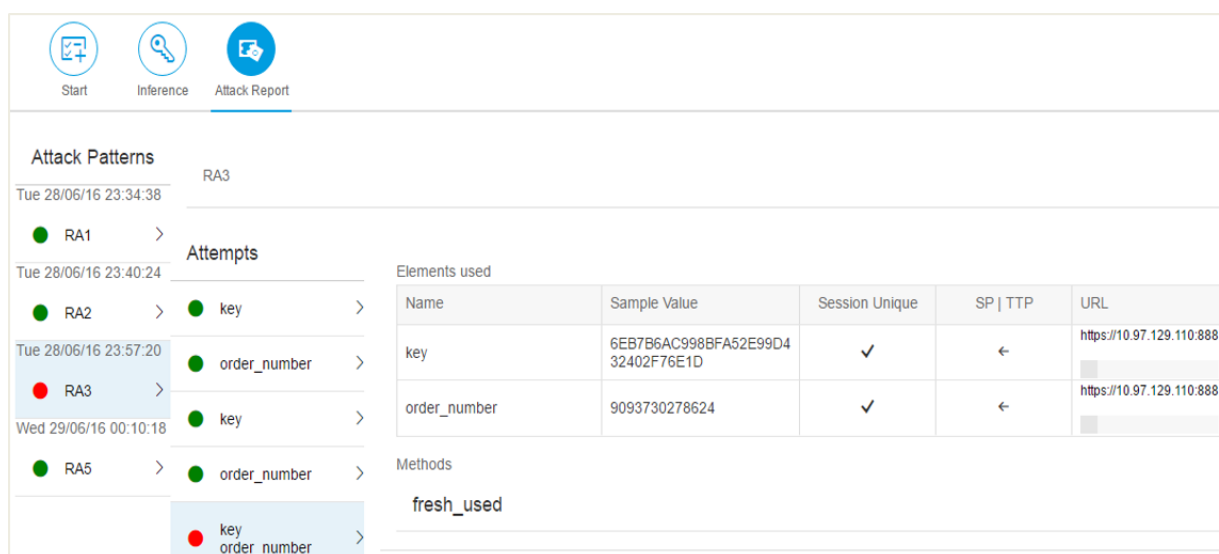 Start Inference Attack Report
Attack Patterns
Tue 28/06/16 23:34:38
RA1
Tue 28/06/16 23:40:24
RA2
Tue 28/06/16 23:57:20
RA3
Wed 29/06/16 00:10:18
RA5
RA3
Attempts
key
order_number
key
order_number
key
order_number
Elements used
Name Sample Value Session Unique SP | TTP URL
key 6EB7B6AC998BFA52E99D4 ✓ ← https://10.97.129.110:888
32402F76E1D
order_number 9093730278624 ✓ ← https://10.97.129.110:888
Methods
fresh_used